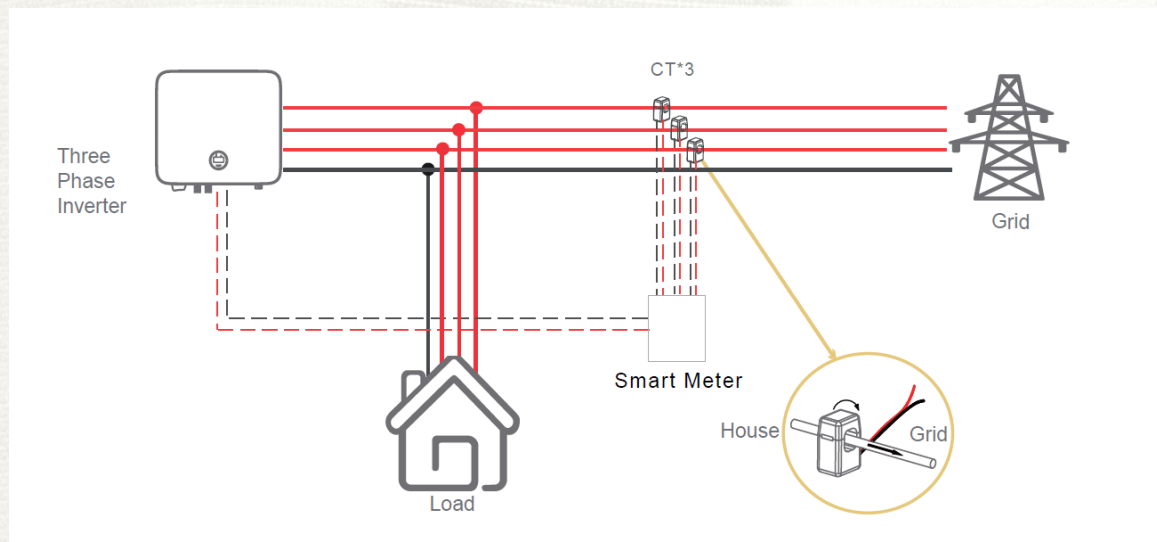 CT*3
Three
Phase
Inverter
Grid
Smart Meter
House
Grid
Load